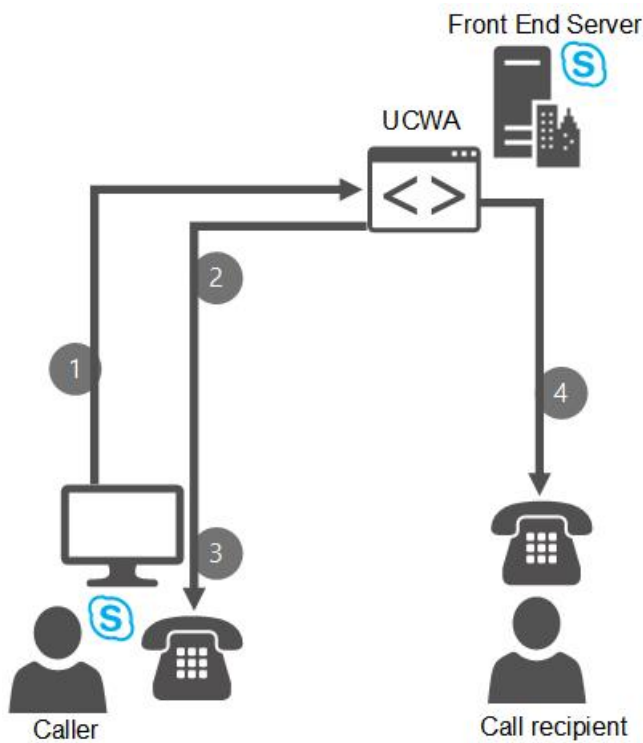 Front End Server
S
UCWA
< >
2
1
4
3
S
Caller
Call recipient